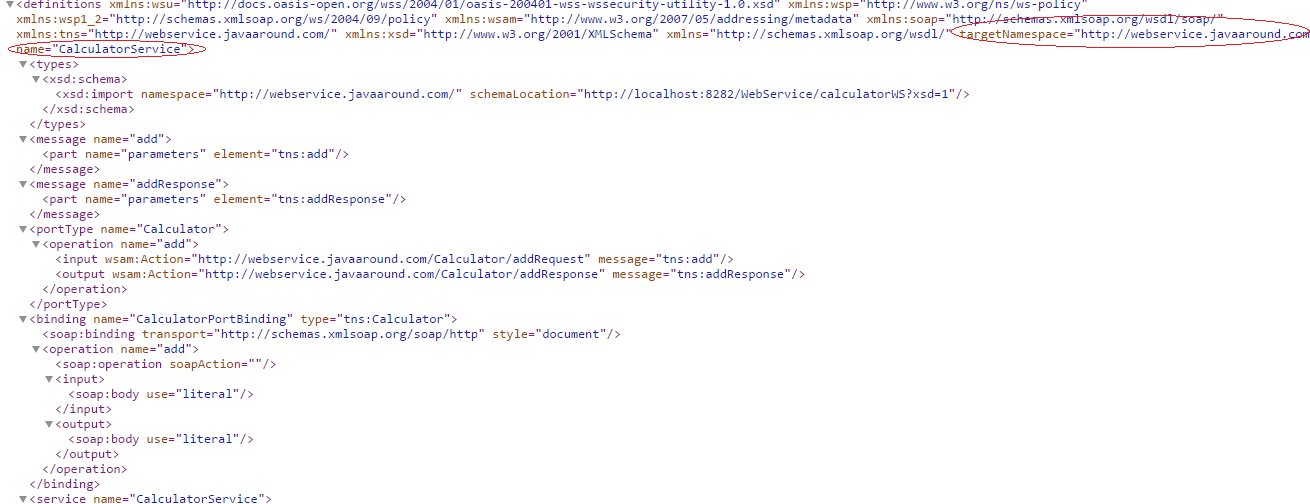 ▼<definitions xmlns:wsu="http://docs.oasis-open.org/wss/2004/01/oasis-200401-wss-wssecurity-utility-1.0.xsd" xmlns:wsp="http://www.w3.org/ns/ws-policy"
xmlns:wsp1_2="http://schemas.xmlsoap.org/ws/2004/09/policy" xmlns:wsam="http://www.w3.org/2007/05/addressing/metadata" xmlns:soap="http://schemas.xmlsoap.org/wsdl/soap/"
xmlns:tns="http://webservice.javaaround.com/" xmlns:xsd="http://www.w3.org/2001/XMLSchema" xmlns="http://schemas.xmlsoap.org/wsdl/" targetNamespace="http://webservice.javaaround.com
name="CalculatorService">
▼<types>
▼<xsd:schema>
<xsd:import namespace="http://webservice.javaaround.com/" schemaLocation="http://localhost:8282/WebService/calculatorWS?xsd=1"/>
</xsd:schema>
</types>
▼<message name="add">
<part name="parameters" element="tns:add"/>
</message>
▼<message name="addResponse">
<part name="parameters" element="tns:addResponse"/>
</message>
▼<portType name="Calculator">
▼<operation name="add">
<input wsam:Action="http://webservice.javaaround.com/Calculator/addRequest" message="tns:add"/>
<output wsam:Action="http://webservice.javaaround.com/Calculator/addResponse" message="tns:addResponse"/>
</operation>
</portType>
▼<binding name="CalculatorPortBinding" type="tns:Calculator">
<soap:binding transport="http://schemas.xmlsoap.org/soap/http" style="document"/>
▼<operation name="add">
<soap:operation soapAction=""/>
▼<input>
<soap:body use="literal"/>
</input>
▼<output>
<soap:body use="literal"/>
</output>
</operation>
</binding>
▼<service name="CalculatorService">